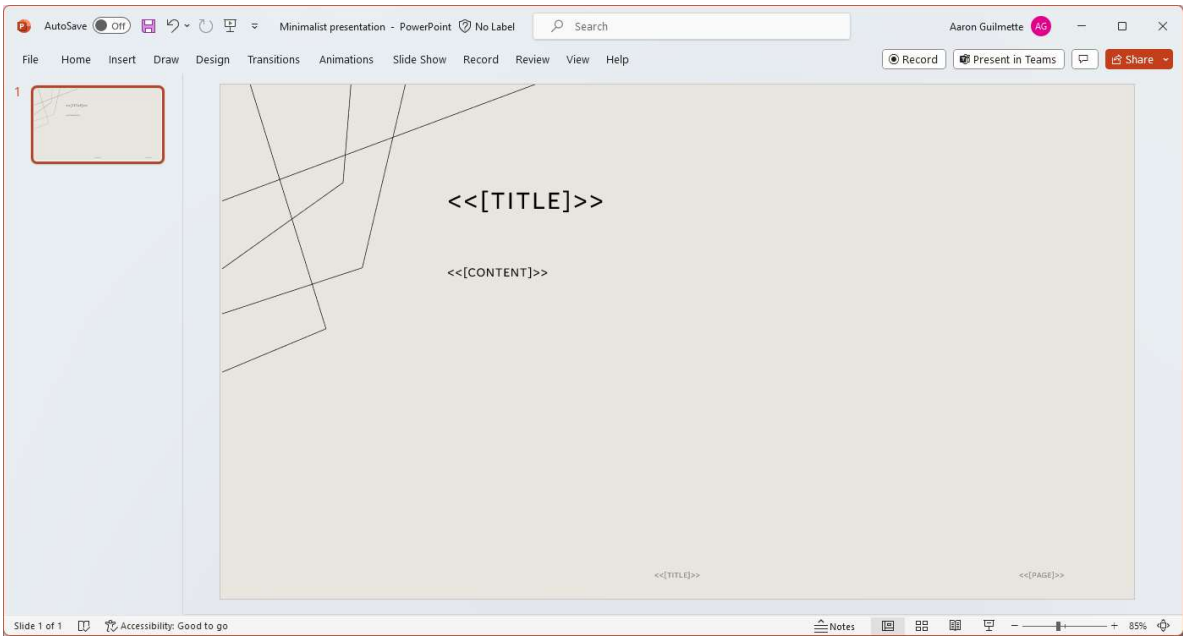 AutoSave Off Minimalist presentation - PowerPoint No Label Search Aaron Guilmette AG
File Home Insert Draw Design Transitions Animations Slide Show Record Review View Help Record Present in Teams Share
1
<<[TITLE]>>
<<[CONTENT]>>
<<[TITLE]>> <<[PAGE]>>
Slide 1 of 1 Accessibility: Good to go Notes 85%